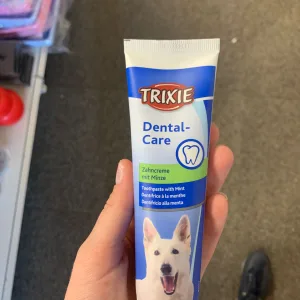 TRIXIE
Dental-
Care
Zahncreme
mit Minze
Toothpaste with Mint
Dentifrice à la menthe
Dentifricio alla menta